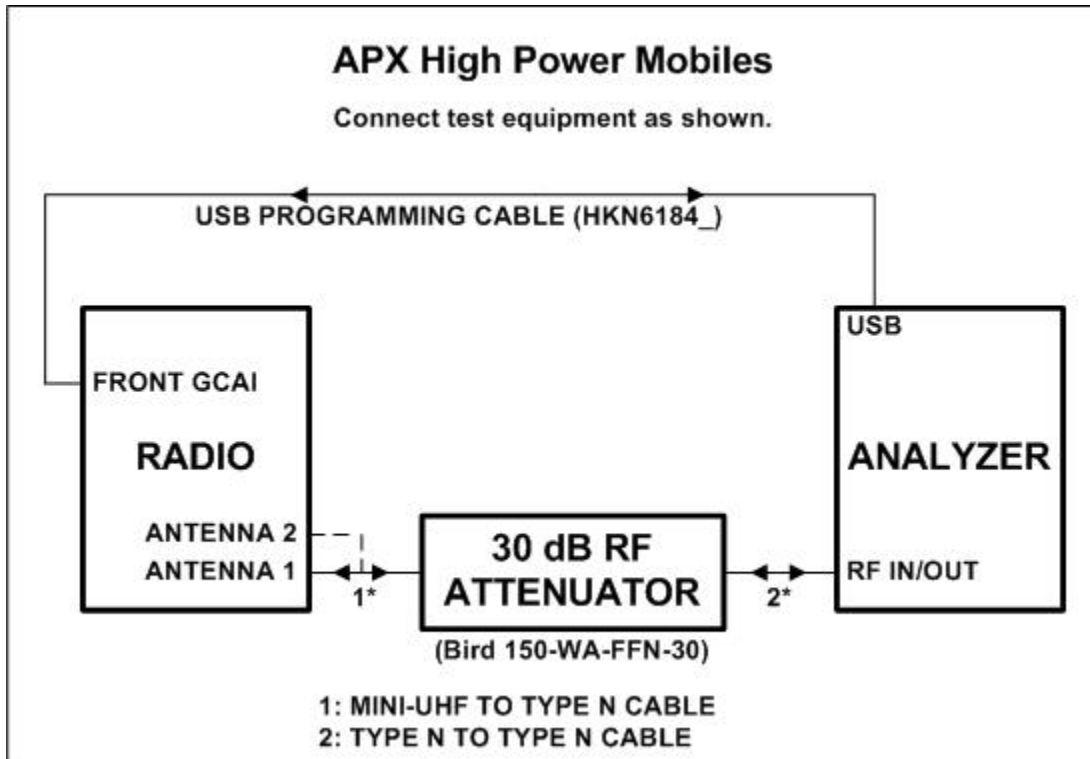 APX High Power Mobiles
Connect test equipment as shown.
USB PROGRAMMING CABLE (HKN6184_)
USB
FRONT GCAI
RADIO
ANALYZER
ANTENNA 2
ANTENNA 1
1*
30 dB RF
ATTENUATOR
(Bird 150-WA-FFN-30)
2*
RF IN/OUT
1: MINI-UHF TO TYPE N CABLE
2: TYPE N TO TYPE N CABLE